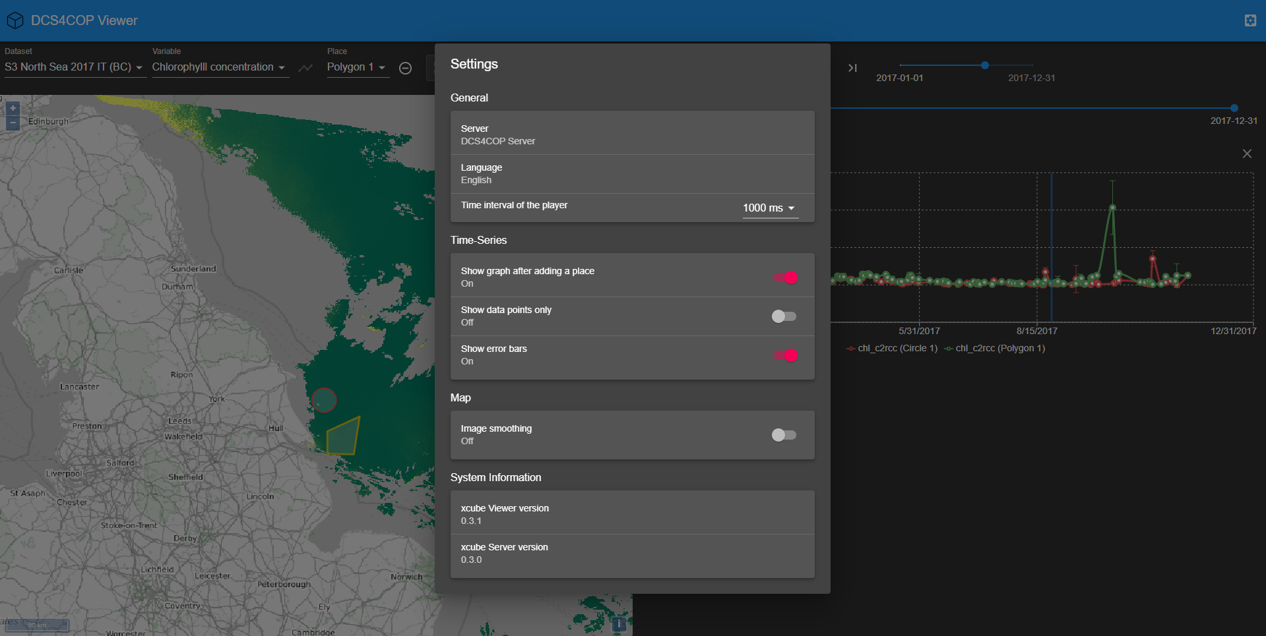 DCS4COP Viewer
Dataset
S3 North Sea 2017 IT (BC)
Variable
Chlorophylll concentration
Place
Polygon 1
2017-01-01
2017-12-31
2017-12-31
Settings
General
Server
DCS4COP Server
Language
English
Time interval of the player
1000 ms
Time-Series
Show graph after adding a place
On
Show data points only
Off
Show error bars
On
Map
Image smoothing
Off
System Information
xcube Viewer version
0.3.1
xcube Server version
0.3.0
5/31/2017
8/15/2017
12/31/2017
chl_c2rcc (Circle 1)
chl_c2rcc (Polygon 1)
+
−
Edinburgh
Carlisle
Sunderland
Durham
Ripon
Lancaster
York
Preston
Leeds
Wakefield
Hull
Salford
Liverpool
Sheffield
St Asaph
Chester
Lincoln
Stoke-on-Trent
Derby
Lichfield
Leicester
Peterborough
Norwich
Coventry
Ely
Worcester
Cambridge
i